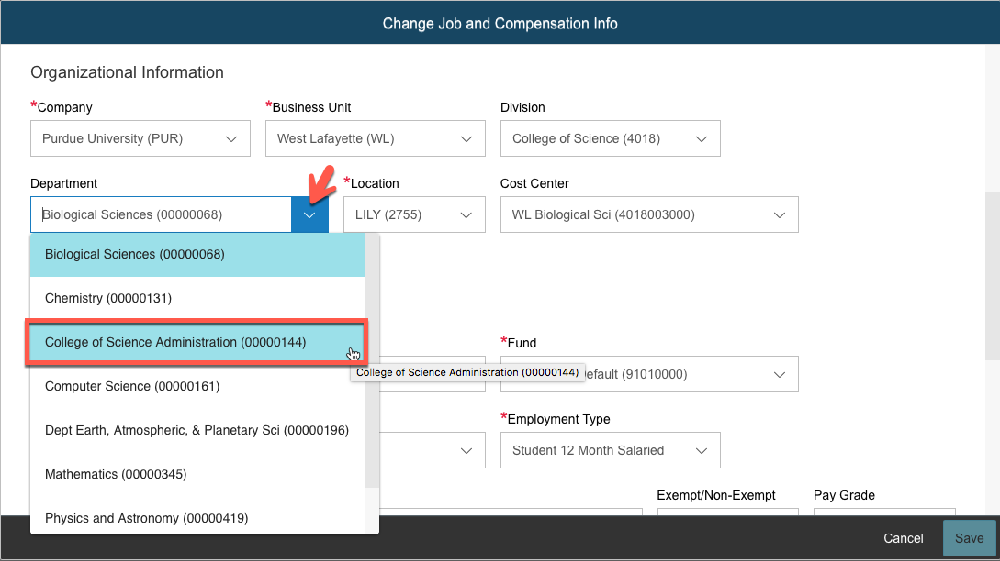 Change Job and Compensation Info
Organizational Information
*Company
*Business Unit
Division
Purdue University (PUR)
West Lafayette (WL)
College of Science (4018)
Department
*Location
Cost Center
Biological Sciences (00000068)
LILY (2755)
WL Biological Sci (4018003000)
Biological Sciences (00000068)
Chemistry (00000131)
College of Science Administration (00000144)
*Fund
College of Science Administration (00000144)
(91010000)
Computer Science (00000161)
Dept Earth, Atmospheric, & Planetary Sci (00000196)
*Employment Type
Student 12 Month Salaried
Mathematics (00000345)
Physics and Astronomy (00000419)
Exempt/Non-Exempt
Pay Grade
Cancel
Save